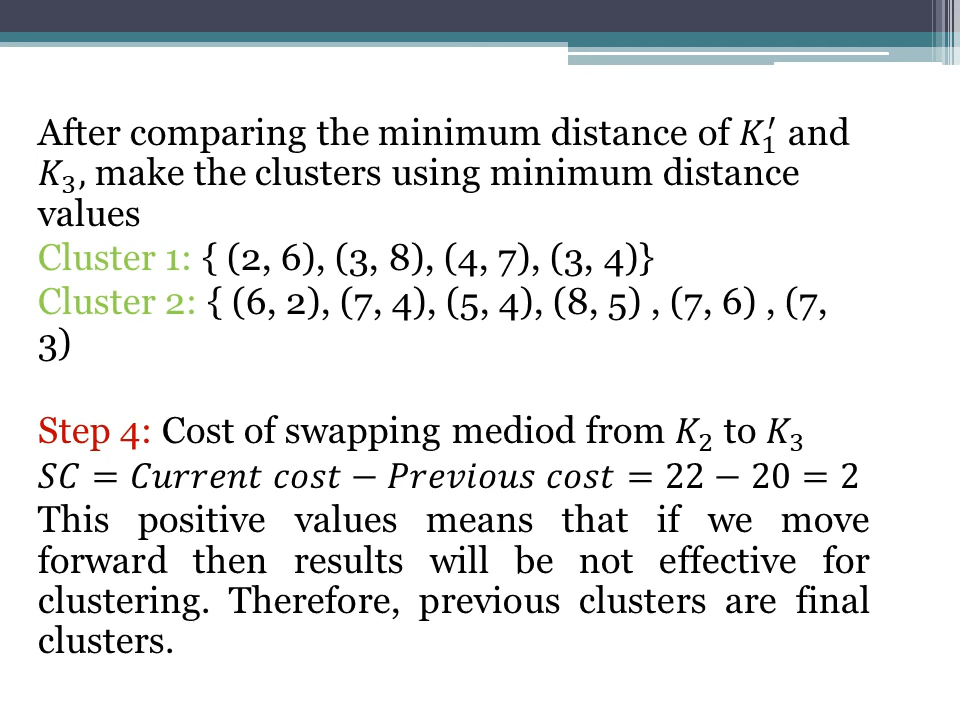 After comparing the minimum distance of 𝐾₁′ and
𝐾₃, make the clusters using minimum distance
values
Cluster 1: { (2, 6), (3, 8), (4, 7), (3, 4)}
Cluster 2: { (6, 2), (7, 4), (5, 4), (8, 5) , (7, 6) , (7,
3)
Step 4: Cost of swapping mediod from 𝐾₂ to 𝐾₃
𝑆𝐶 = 𝐶𝑢𝑟𝑟𝑒𝑛𝑡 𝑐𝑜𝑠𝑡 − 𝑃𝑟𝑒𝑣𝑖𝑜𝑢𝑠 𝑐𝑜𝑠𝑡 = 22 − 20 = 2
This positive values means that if we move
forward then results will be not effective for
clustering. Therefore, previous clusters are final
clusters.